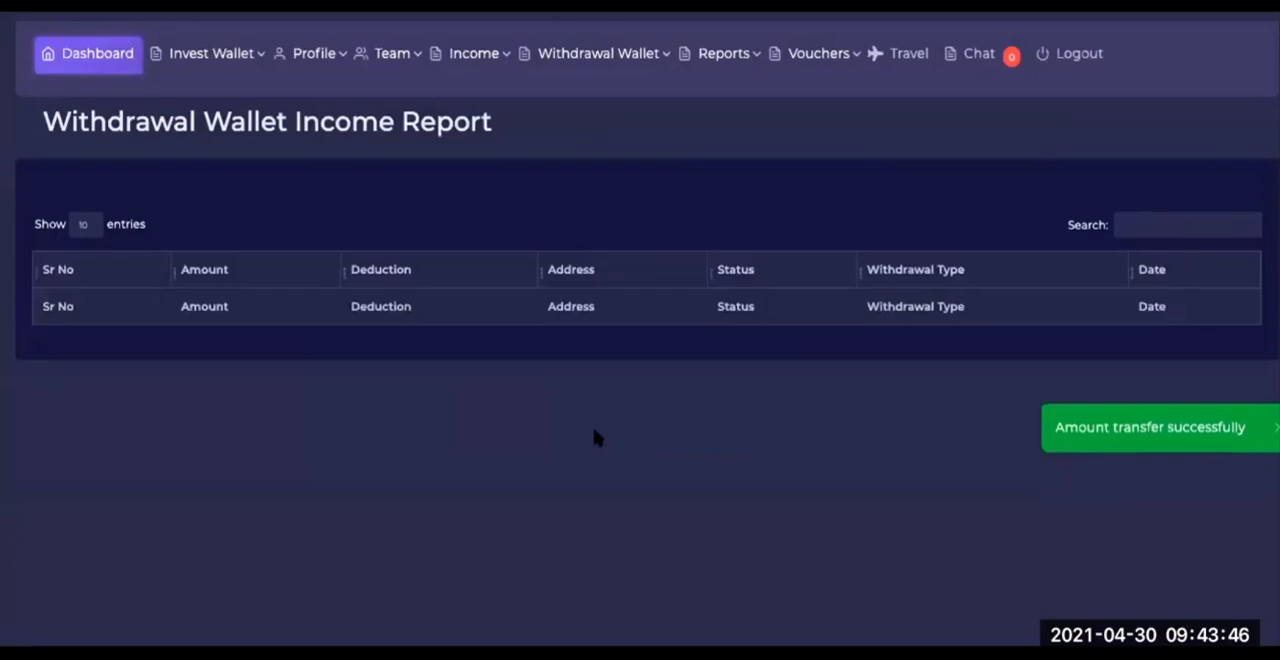 Dashboard Invest Wallet Profile Team Income Withdrawal Wallet Reports Vouchers Travel Chat 0 Logout
Withdrawal Wallet Income Report
Show 10 entries Search:
Sr No Amount Deduction Address Status Withdrawal Type Date
Sr No Amount Deduction Address Status Withdrawal Type Date
Amount transfer successfully
2021-04-30 09:43:46